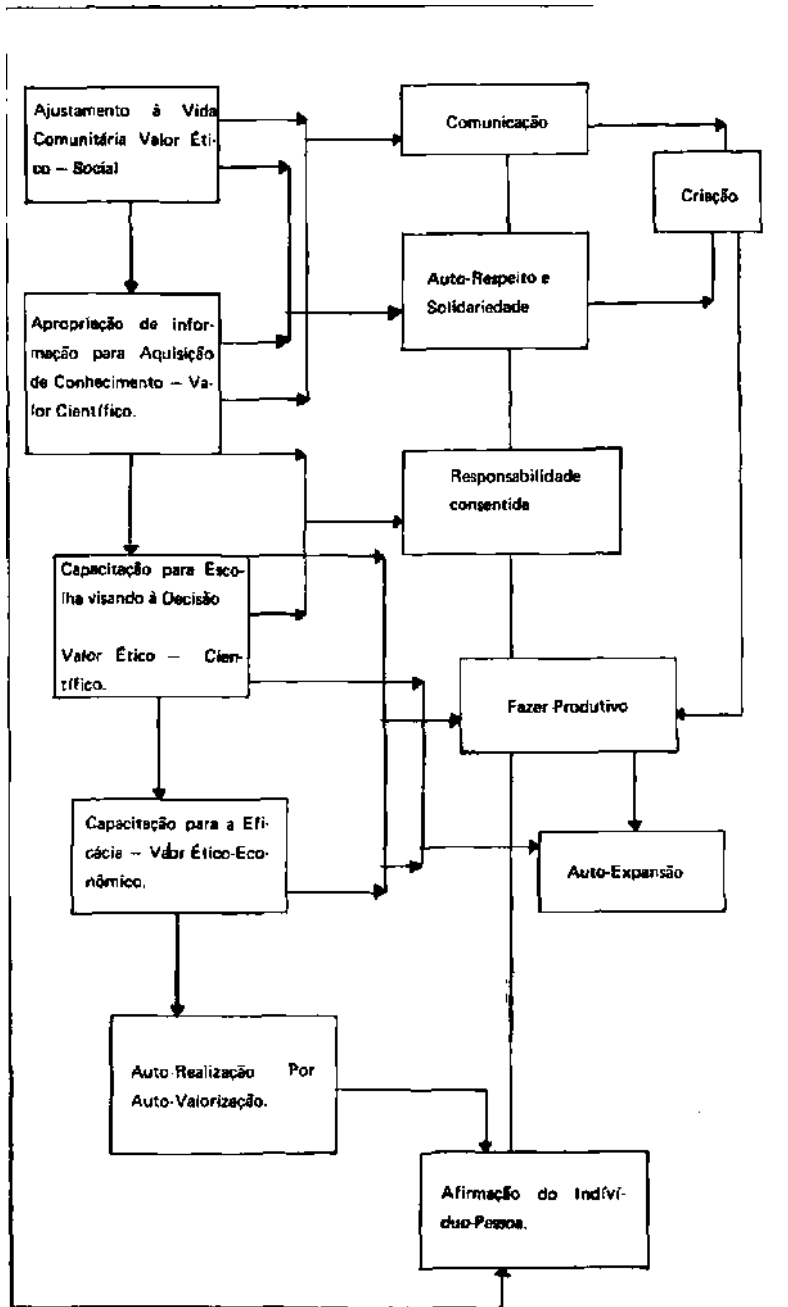 Ajustamento à Vida
Comunitária Valor Éti-
co — Social
Comunicação
Criação
Auto-Respeito e
Solidariedade
Apropriação de infor-
mação para Aquisição
de Conhecimento — Va-
lor Científico.
Responsabilidade
consentida
Capacitação para Esco-
lha visando à Decisão
Valor Ético — Cien-
tífico.
Fazer Produtivo
Capacitação para a Efi-
cácia — Valor Ético-Eco-
nômico.
Auto-Expansão
Auto-Realização Por
Auto-Valorização.
Afirmação do Indíví-
duo-Pessoa.